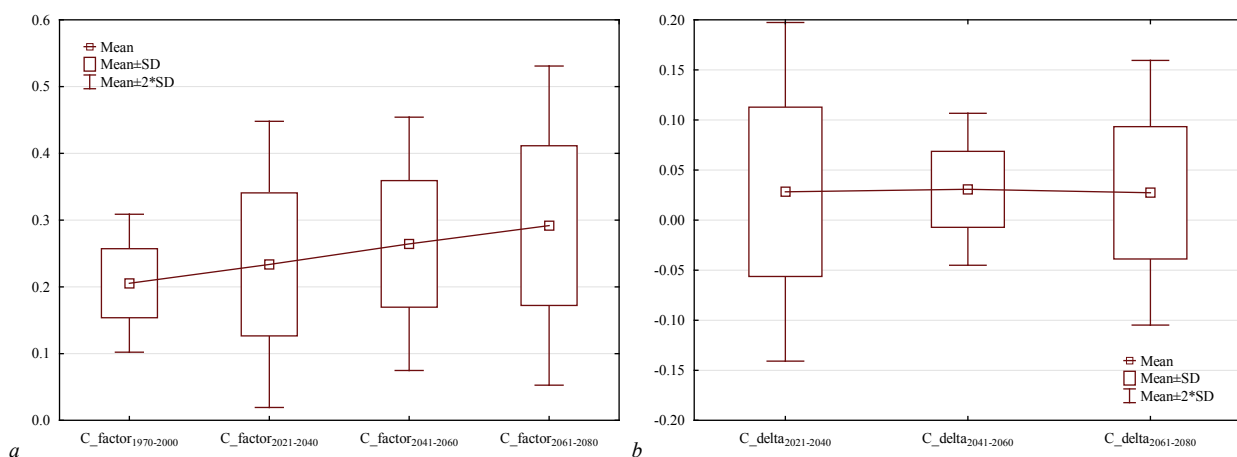 0.6
0.5
0.4
0.3
0.2
0.1
0.0
Mean
Mean±SD
Mean±2*SD
C_factor1970-2000
C_factor2021-2040
C_factor2041-2060
C_factor2061-2080
a
0.20
0.15
0.10
0.05
0.00
-0.05
-0.10
-0.15
-0.20
Mean
Mean±SD
Mean±2*SD
C_delta2021-2040
C_delta2041-2060
C_delta2061-2080
b